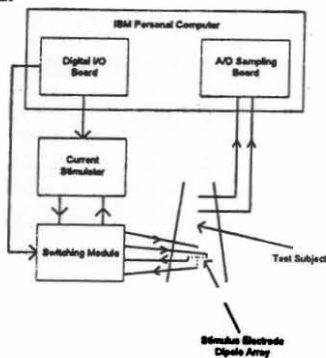 IBM Personal Computer
Digital I/O
Board
A/D Sampling
Board
Current
Stimulator
Switching Module
Test Subject
Stimulus Electrode
Dipole Array